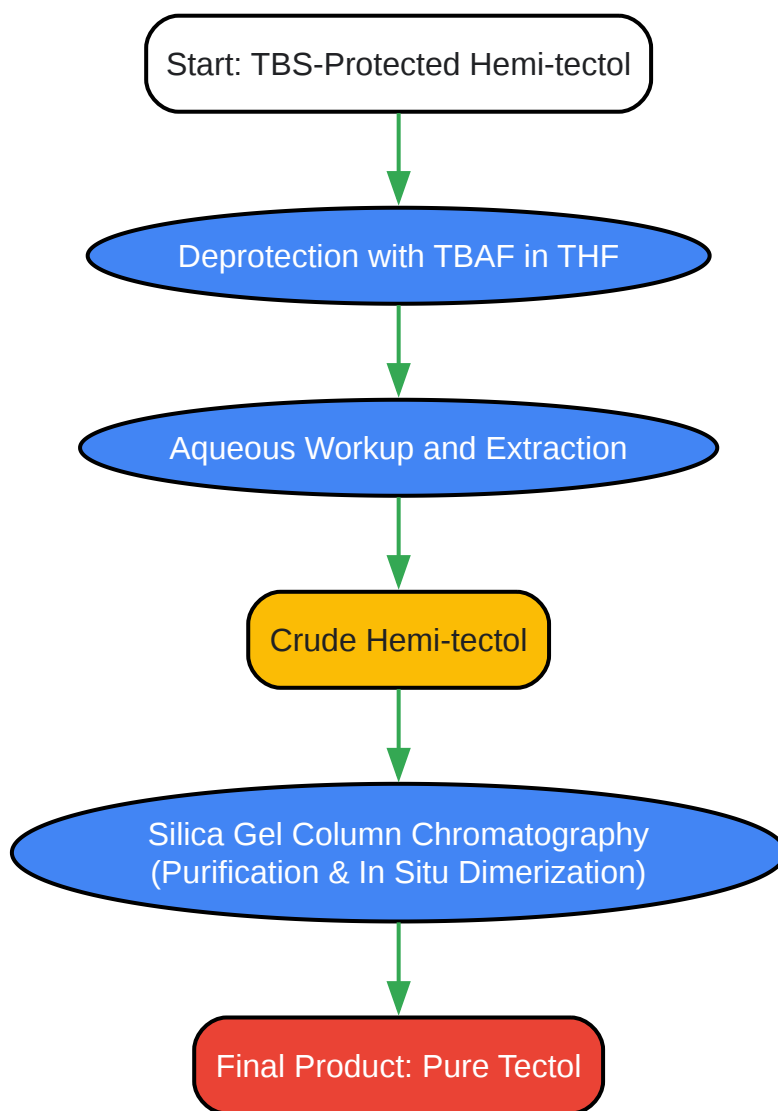 Start: TBS-Protected Hemi-tectol
Deprotection with TBAF in THF
Aqueous Workup and Extraction
Crude Hemi-tectol
Silica Gel Column Chromatography
(Purification & In Situ Dimerization)
Final Product: Pure Tectol